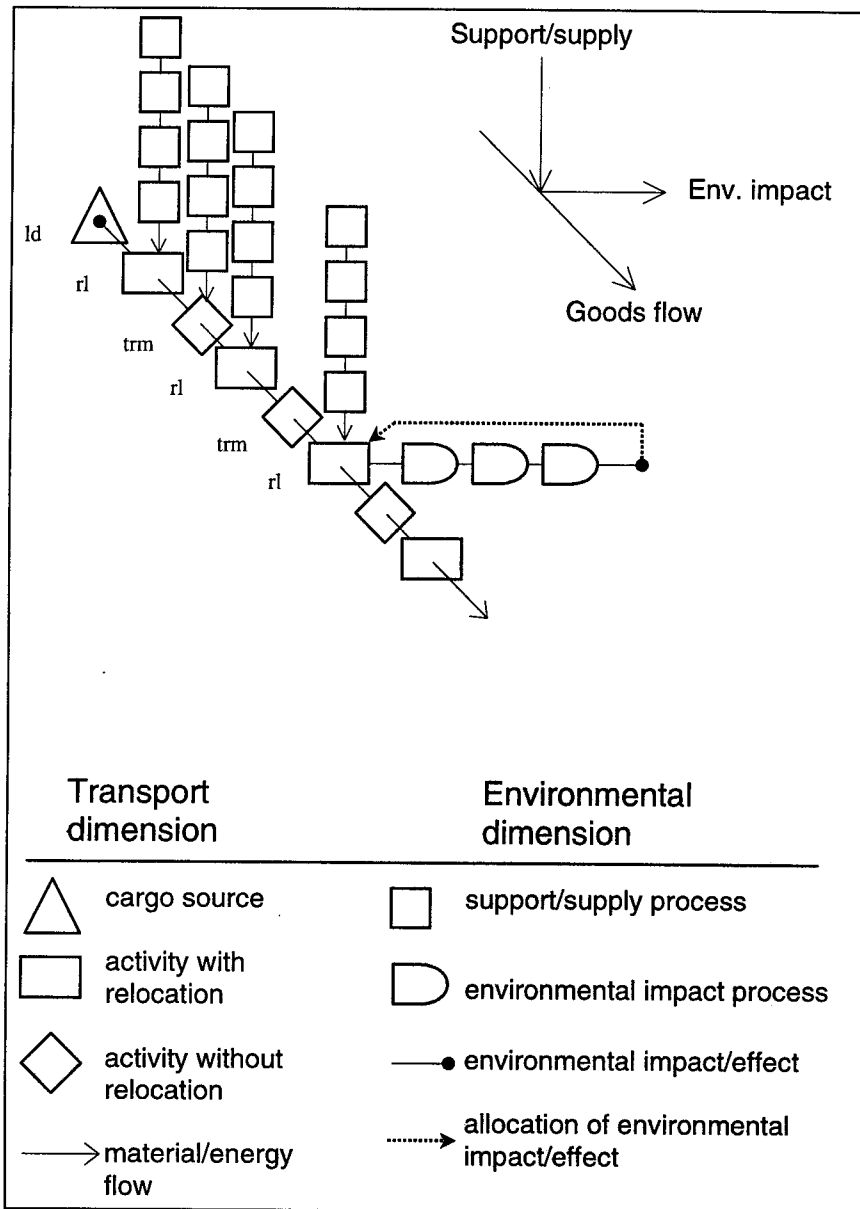 Support/supply
Env. impact
Goods flow
ld
rl
trm
rl
trm
rl
Transport
dimension
Environmental
dimension
cargo source
support/supply process
activity with
relocation
environmental impact process
activity without
relocation
environmental impact/effect
material/energy
flow
allocation of environmental
impact/effect